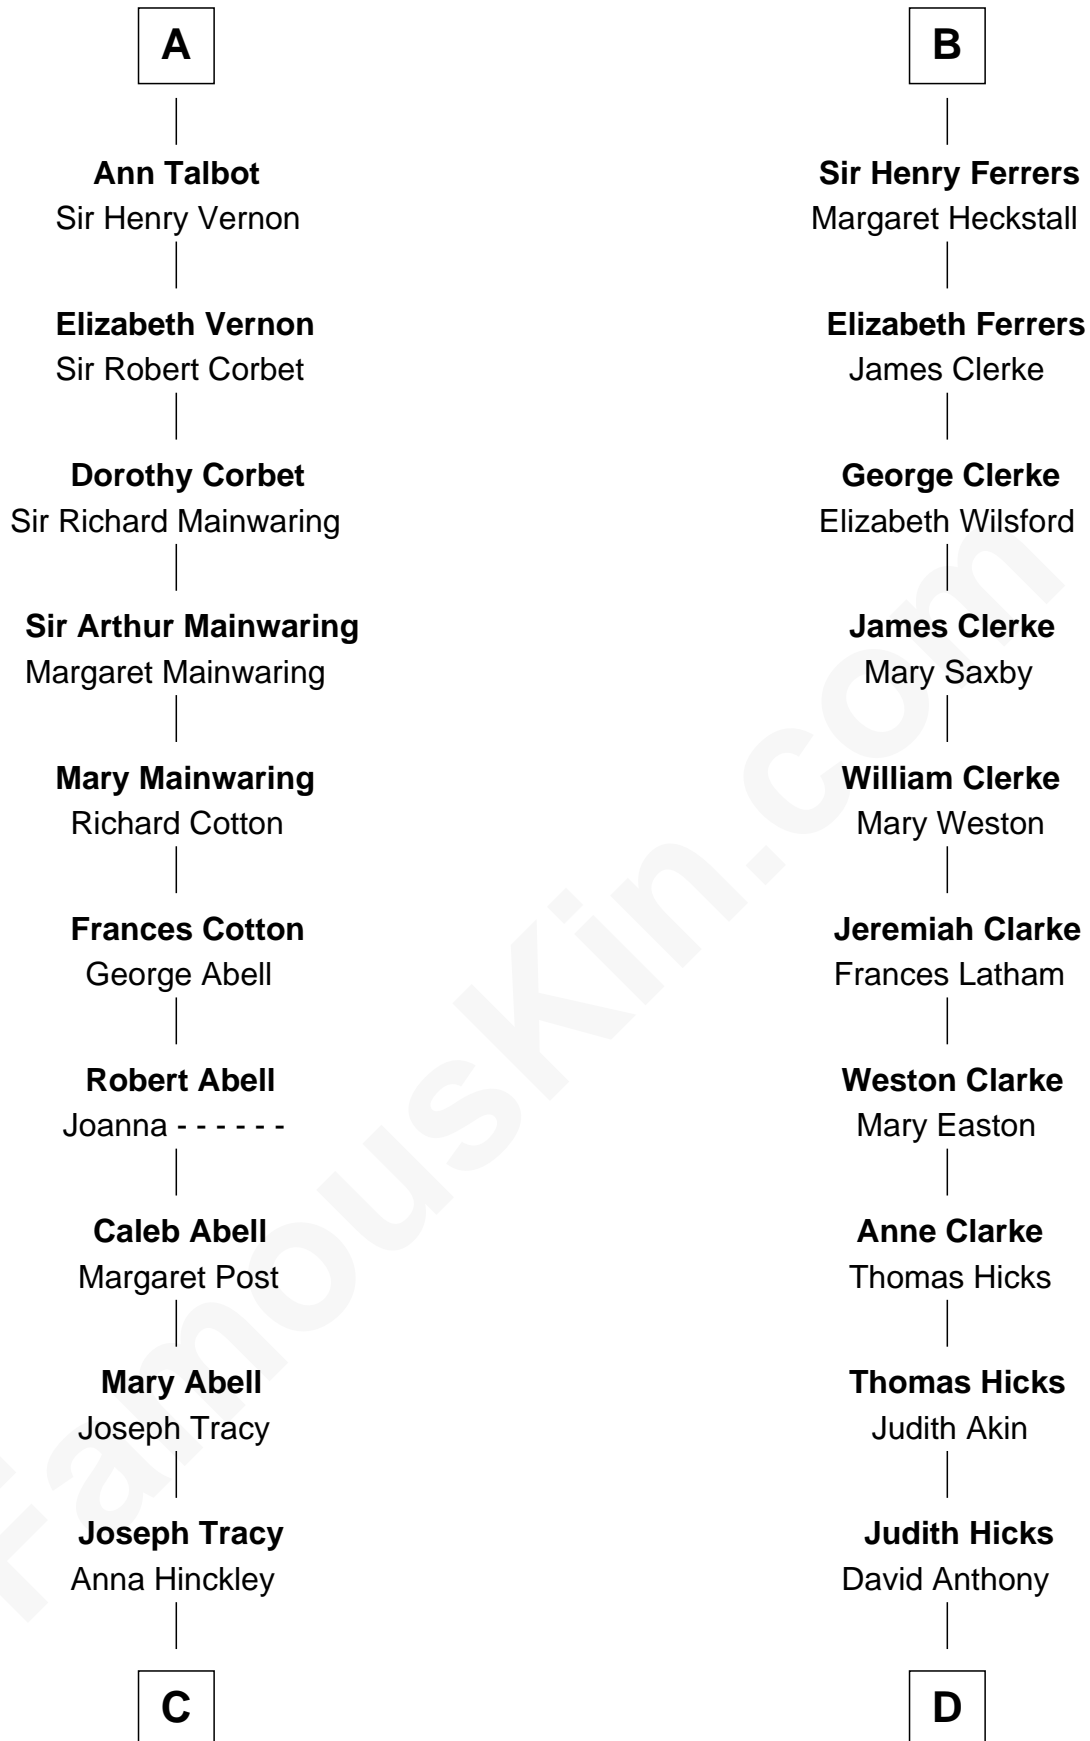 A
Ann Talbot
Sir Henry Vernon
Elizabeth Vernon
Sir Robert Corbet
Dorothy Corbet
Sir Richard Mainwaring
Sir Arthur Mainwaring
Margaret Mainwaring
Mary Mainwaring
Richard Cotton
Frances Cotton
George Abell
Robert Abell
Joanna - - - - - -
Caleb Abell
Margaret Post
Mary Abell
Joseph Tracy
Joseph Tracy
Anna Hinckley
C
B
Sir Henry Ferrers
Margaret Heckstall
Elizabeth Ferrers
James Clerke
George Clerke
Elizabeth Wilsford
James Clerke
Mary Saxby
William Clerke
Mary Weston
Jeremiah Clarke
Frances Latham
Weston Clarke
Mary Easton
Anne Clarke
Thomas Hicks
Thomas Hicks
Judith Akin
Judith Hicks
David Anthony
D
FamousKin.com